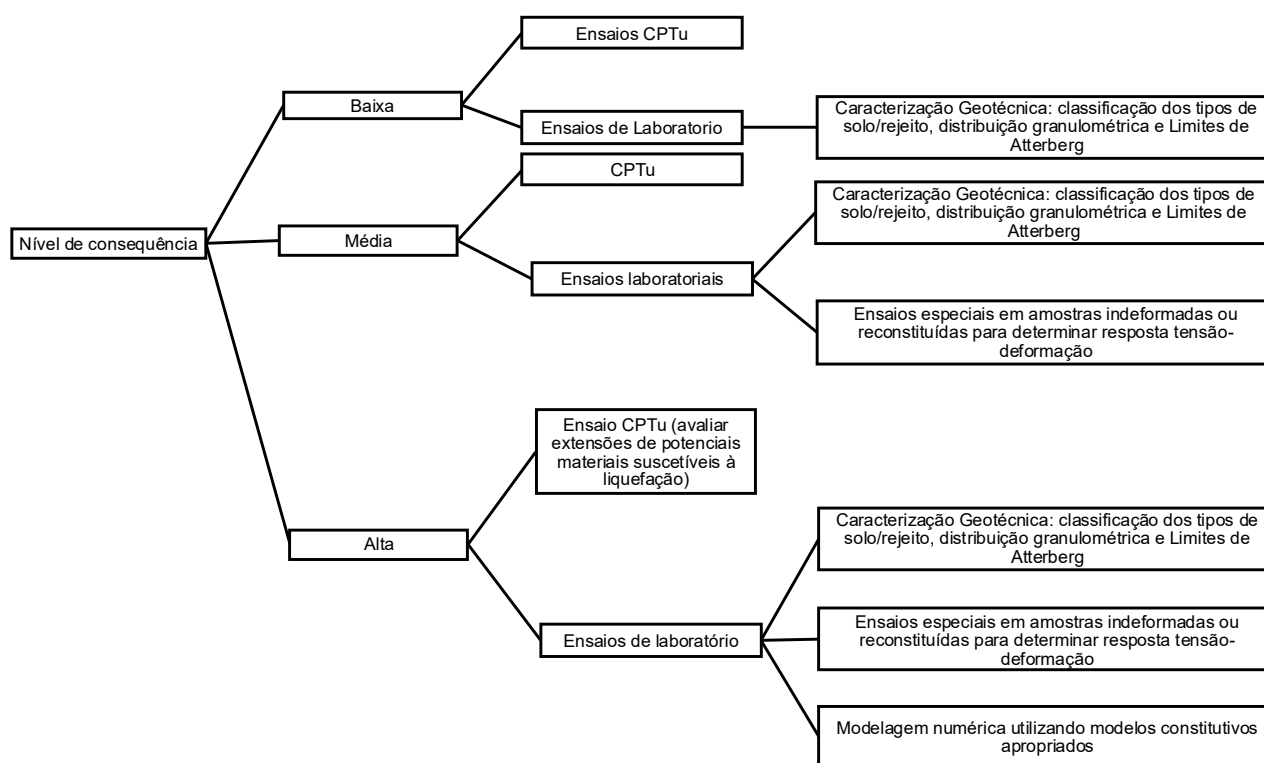 Nível de consequência
Baixa
Ensaios CPTu
Ensaios de Laboratorio
Caracterização Geotécnica: classificação dos tipos de
solo/rejeito, distribuição granulométrica e Limites de
Atterberg
Média
CPTu
Ensaios laboratoriais
Caracterização Geotécnica: classificação dos tipos de
solo/rejeito, distribuição granulométrica e Limites de
Atterberg
Ensaios especiais em amostras indeformadas ou
reconstituídas para determinar resposta tensão-
deformação
Alta
Ensaio CPTu (avaliar
extensões de potenciais
materiais suscetíveis à
liquefação)
Ensaios de laboratório
Caracterização Geotécnica: classificação dos tipos de
solo/rejeito, distribuição granulométrica e Limites de
Atterberg
Ensaios especiais em amostras indeformadas ou
reconstituídas para determinar resposta tensão-
deformação
Modelagem numérica utilizando modelos constitutivos
apropriados